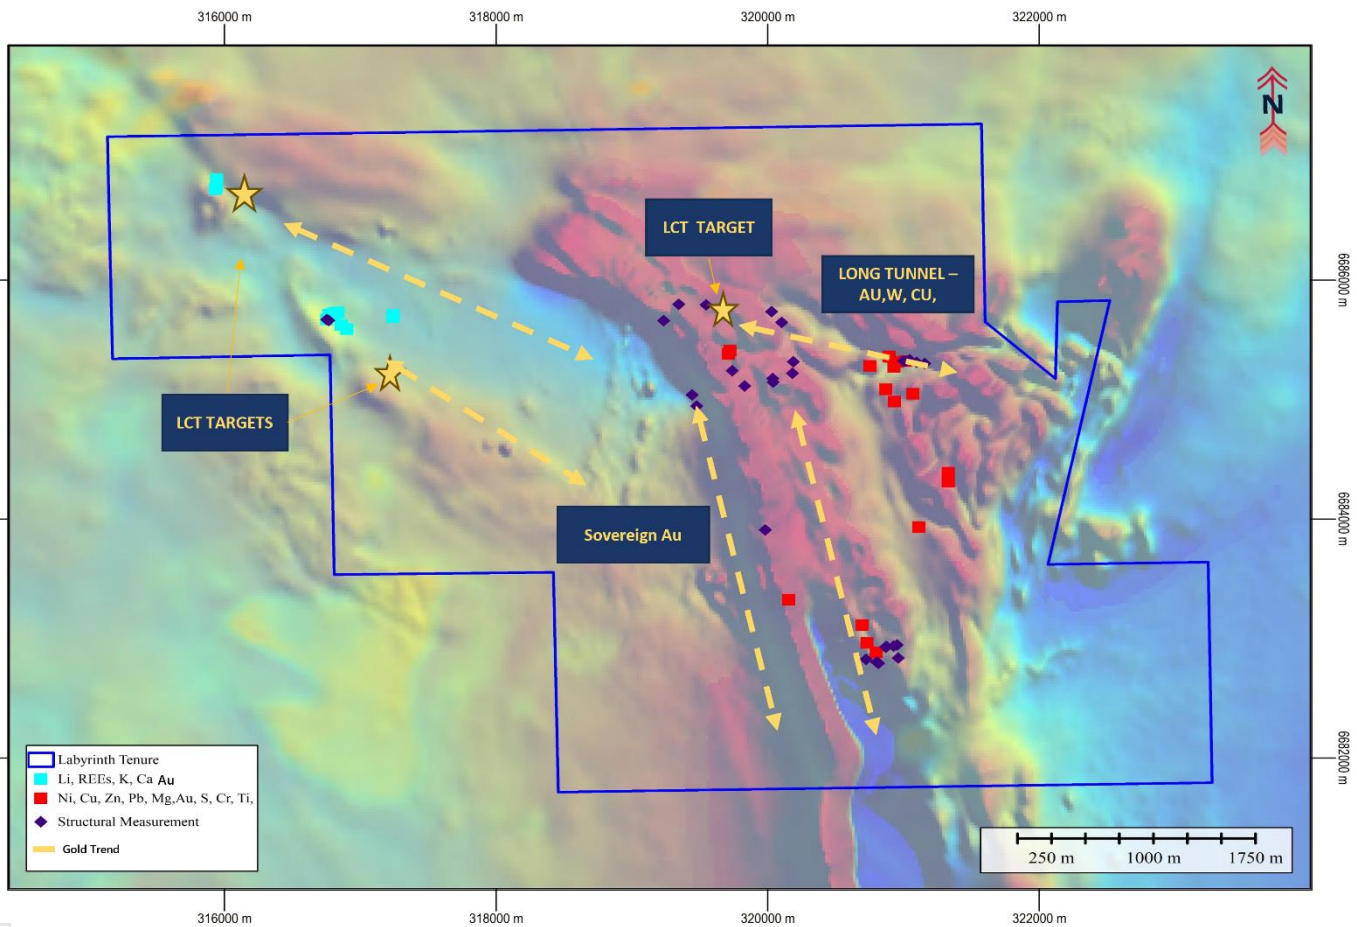 316000 m
318000 m
320000 m
322000 m
N
LCT TARGET
LONG TUNNEL –
AU,W, CU,
6686000 m
LCT TARGETS
Sovereign Au
6684000 m
6682000 m
Labyrinth Tenure
Li, REEs, K, Ca Au
Ni, Cu, Zn, Pb, Mg,Au, S, Cr, Ti,
Structural Measurement
Gold Trend
250 m
1000 m
1750 m
316000 m
318000 m
320000 m
322000 m